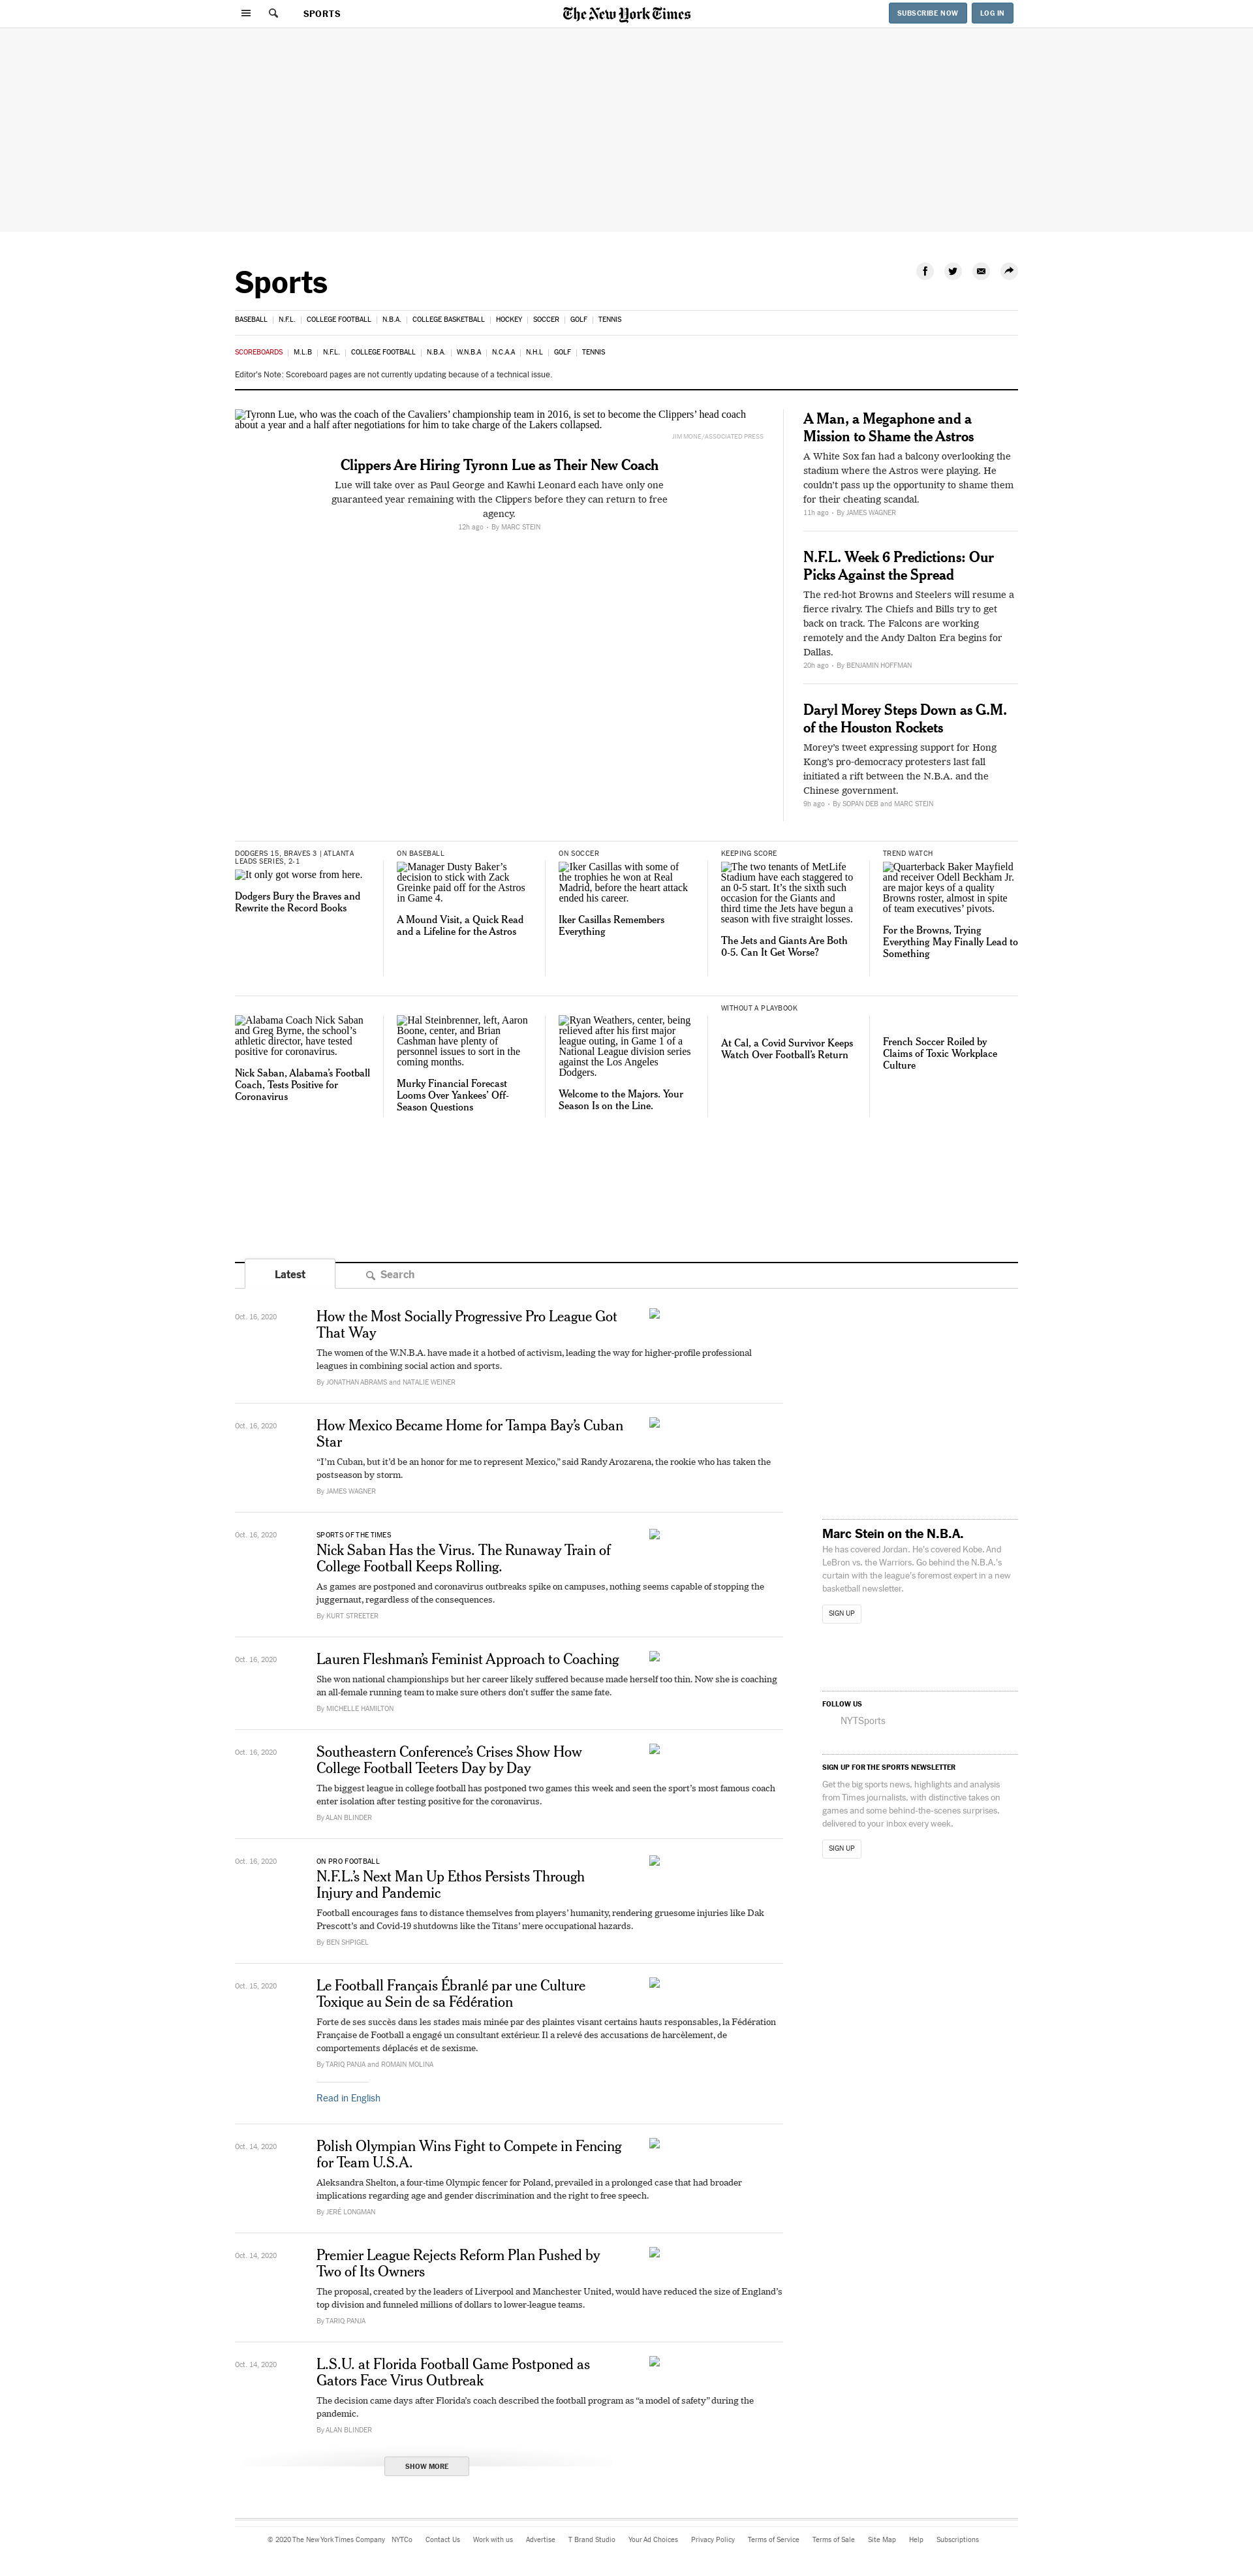 SPORTS
The New York Times
SUBSCRIBE NOW
LOG IN
Sports
BASEBALL | N.F.L. | COLLEGE FOOTBALL | N.B.A. | COLLEGE BASKETBALL | HOCKEY | SOCCER | GOLF | TENNIS
SCOREBOARDS | M.L.B | N.F.L. | COLLEGE FOOTBALL | N.B.A. | W.N.B.A | N.C.A.A | N.H.L | GOLF | TENNIS
Editor's Note: Scoreboard pages are not currently updating because of a technical issue.
Tyronn Lue, who was the coach of the Cavaliers’ championship team in 2016, is set to become the Clippers’ head coach
about a year and a half after negotiations for him to take charge of the Lakers collapsed.
JIM MONE/ASSOCIATED PRESS
Clippers Are Hiring Tyronn Lue as Their New Coach
Lue will take over as Paul George and Kawhi Leonard each have only one
guaranteed year remaining with the Clippers before they can return to free
agency.
12h ago • By MARC STEIN
A Man, a Megaphone and a
Mission to Shame the Astros
A White Sox fan had a balcony overlooking the
stadium where the Astros were playing. He
couldn’t pass up the opportunity to shame them
for their cheating scandal.
11h ago • By JAMES WAGNER
N.F.L. Week 6 Predictions: Our
Picks Against the Spread
The red-hot Browns and Steelers will resume a
fierce rivalry. The Chiefs and Bills try to get
back on track. The Falcons are working
remotely and the Andy Dalton Era begins for
Dallas.
20h ago • By BENJAMIN HOFFMAN
Daryl Morey Steps Down as G.M.
of the Houston Rockets
Morey’s tweet expressing support for Hong
Kong’s pro-democracy protesters last fall
initiated a rift between the N.B.A. and the
Chinese government.
9h ago • By SOPAN DEB and MARC STEIN
DODGERS 15, BRAVES 3 | ATLANTA
LEADS SERIES, 2-1
It only got worse from here.
Dodgers Bury the Braves and
Rewrite the Record Books
ON BASEBALL
Manager Dusty Baker’s
decision to stick with Zack
Greinke paid off for the Astros
in Game 4.
A Mound Visit, a Quick Read
and a Lifeline for the Astros
ON SOCCER
Iker Casillas with some of
the trophies he won at Real
Madrid, before the heart attack
ended his career.
Iker Casillas Remembers
Everything
KEEPING SCORE
The two tenants of MetLife
Stadium have each staggered to
an 0-5 start. It’s the sixth such
occasion for the Giants and
third time the Jets have begun a
season with five straight losses.
The Jets and Giants Are Both
0-5. Can It Get Worse?
TREND WATCH
Quarterback Baker Mayfield
and receiver Odell Beckham Jr.
are major keys of a quality
Browns roster, almost in spite
of team executives’ pivots.
For the Browns, Trying
Everything May Finally Lead to
Something
Alabama Coach Nick Saban
and Greg Byrne, the school’s
athletic director, have tested
positive for coronavirus.
Nick Saban, Alabama’s Football
Coach, Tests Positive for
Coronavirus
Hal Steinbrenner, left, Aaron
Boone, center, and Brian
Cashman have plenty of
personnel issues to sort in the
coming months.
Murky Financial Forecast
Looms Over Yankees’ Off-
Season Questions
Ryan Weathers, center, being
relieved after his first major
league outing, in Game 1 of a
National League division series
against the Los Angeles
Dodgers.
Welcome to the Majors. Your
Season Is on the Line.
WITHOUT A PLAYBOOK
At Cal, a Covid Survivor Keeps
Watch Over Football’s Return
French Soccer Roiled by
Claims of Toxic Workplace
Culture
Latest
Search
Oct. 16, 2020
How the Most Socially Progressive Pro League Got
That Way
The women of the W.N.B.A. have made it a hotbed of activism, leading the way for higher-profile professional
leagues in combining social action and sports.
By JONATHAN ABRAMS and NATALIE WEINER
Oct. 16, 2020
How Mexico Became Home for Tampa Bay’s Cuban
Star
“I’m Cuban, but it’d be an honor for me to represent Mexico,” said Randy Arozarena, the rookie who has taken the
postseason by storm.
By JAMES WAGNER
Oct. 16, 2020
SPORTS OF THE TIMES
Nick Saban Has the Virus. The Runaway Train of
College Football Keeps Rolling.
As games are postponed and coronavirus outbreaks spike on campuses, nothing seems capable of stopping the
juggernaut, regardless of the consequences.
By KURT STREETER
Oct. 16, 2020
Lauren Fleshman’s Feminist Approach to Coaching
She won national championships but her career likely suffered because made herself too thin. Now she is coaching
an all-female running team to make sure others don’t suffer the same fate.
By MICHELLE HAMILTON
Oct. 16, 2020
Southeastern Conference’s Crises Show How
College Football Teeters Day by Day
The biggest league in college football has postponed two games this week and seen the sport’s most famous coach
enter isolation after testing positive for the coronavirus.
By ALAN BLINDER
Oct. 16, 2020
ON PRO FOOTBALL
N.F.L.’s Next Man Up Ethos Persists Through
Injury and Pandemic
Football encourages fans to distance themselves from players’ humanity, rendering gruesome injuries like Dak
Prescott’s and Covid-19 shutdowns like the Titans’ mere occupational hazards.
By BEN SHPIGEL
Oct. 15, 2020
Le Football Français Ébranlé par une Culture
Toxique au Sein de sa Fédération
Forte de ses succès dans les stades mais minée par des plaintes visant certains hauts responsables, la Fédération
Française de Football a engagé un consultant extérieur. Il a relevé des accusations de harcèlement, de
comportements déplacés et de sexisme.
By TARIQ PANJA and ROMAIN MOLINA
Read in English
Oct. 14, 2020
Polish Olympian Wins Fight to Compete in Fencing
for Team U.S.A.
Aleksandra Shelton, a four-time Olympic fencer for Poland, prevailed in a prolonged case that had broader
implications regarding age and gender discrimination and the right to free speech.
By JERÉ LONGMAN
Oct. 14, 2020
Premier League Rejects Reform Plan Pushed by
Two of Its Owners
The proposal, created by the leaders of Liverpool and Manchester United, would have reduced the size of England’s
top division and funneled millions of dollars to lower-league teams.
By TARIQ PANJA
Oct. 14, 2020
L.S.U. at Florida Football Game Postponed as
Gators Face Virus Outbreak
The decision came days after Florida’s coach described the football program as “a model of safety” during the
pandemic.
By ALAN BLINDER
SHOW MORE
Marc Stein on the N.B.A.
He has covered Jordan. He’s covered Kobe. And
LeBron vs. the Warriors. Go behind the N.B.A.’s
curtain with the league’s foremost expert in a new
basketball newsletter.
SIGN UP
FOLLOW US
NYTSports
SIGN UP FOR THE SPORTS NEWSLETTER
Get the big sports news, highlights and analysis
from Times journalists, with distinctive takes on
games and some behind-the-scenes surprises,
delivered to your inbox every week.
SIGN UP
© 2020 The New York Times Company NYTCo Contact Us Work with us Advertise T Brand Studio Your Ad Choices Privacy Policy Terms of Service Terms of Sale Site Map Help Subscriptions